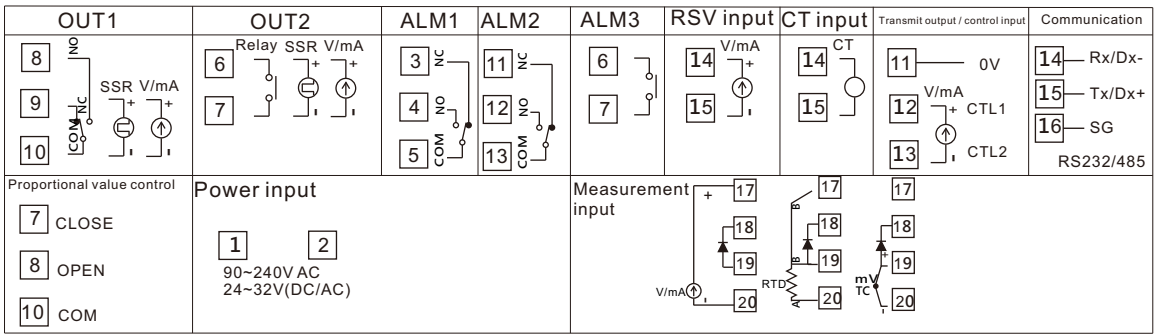 OUT1
8
NO
9
10
COM
NC
SSR V/mA
+ +
- -
OUT2
6
7
Relay SSR V/mA
+ +
- -
ALM1
3
NC
4
NO
5
COM
ALM2
11
NC
12
NO
13
COM
ALM3
6
7
RSV input
14
15
V/mA
+
-
CT input
14
15
CT
Transmit output / control input
11
0V
12
V/mA
+ CTL1
13
- CTL2
Communication
14 Rx/Dx-
15 Tx/Dx+
16 SG
RS232/485
Proportional value control
7 CLOSE
8 OPEN
10 COM
Power input
1 2
90~240V AC
24~32V(DC/AC)
Measurement
input
+
17
18
19
20
V/mA
-
17
B
18
B
19
RTD
A
20
17
18
+
19
mV
TC
-
20